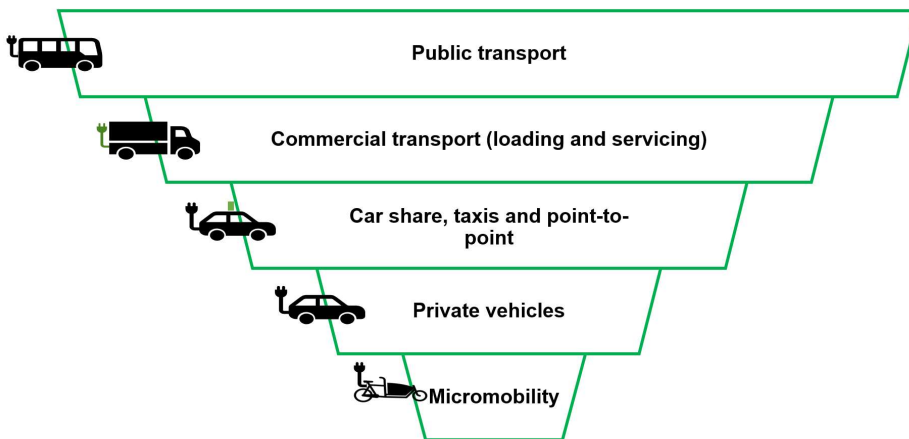 Public transport
Commercial transport (loading and servicing)
Car share, taxis and point-to-
point
Private vehicles
Micromobility